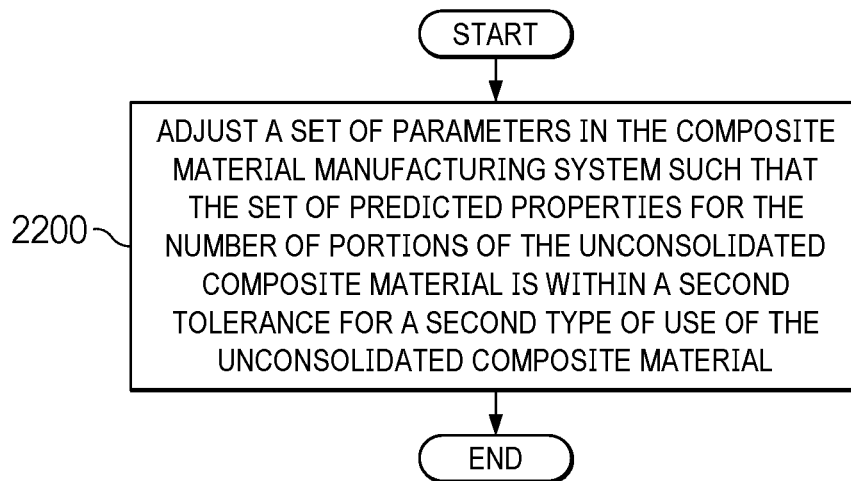 START
ADJUST A SET OF PARAMETERS IN THE COMPOSITE
MATERIAL MANUFACTURING SYSTEM SUCH THAT
THE SET OF PREDICTED PROPERTIES FOR THE
NUMBER OF PORTIONS OF THE UNCONSOLIDATED
COMPOSITE MATERIAL IS WITHIN A SECOND
TOLERANCE FOR A SECOND TYPE OF USE OF THE
UNCONSOLIDATED COMPOSITE MATERIAL
2200
END